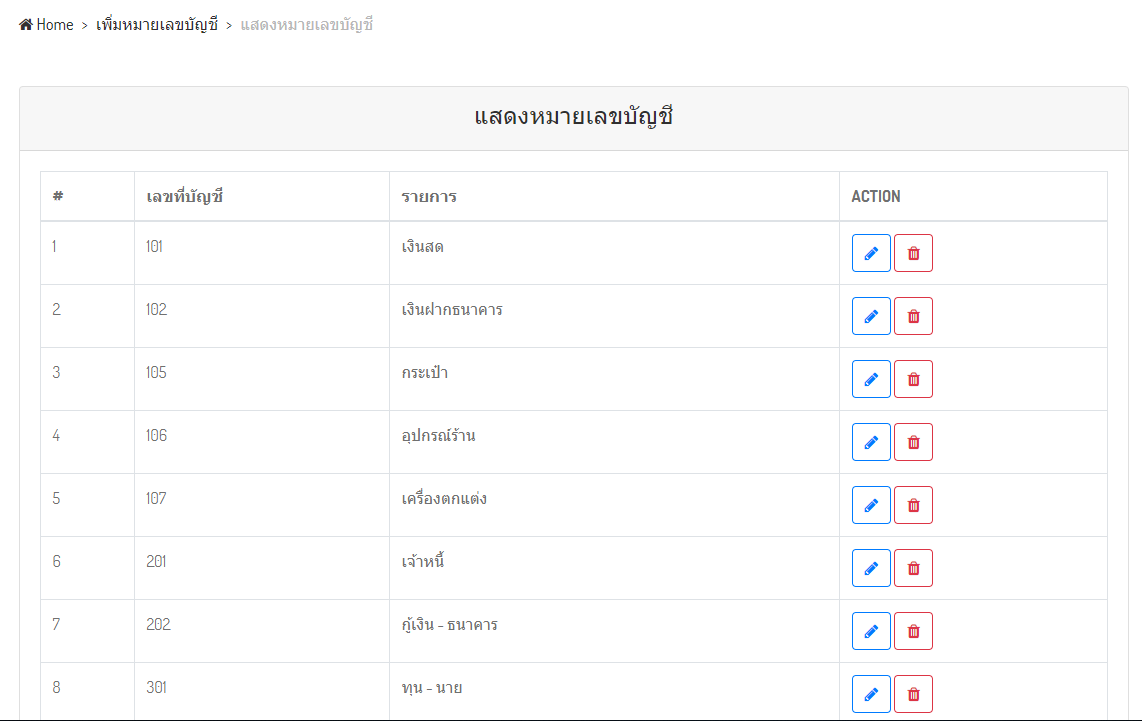 Home > เพิ่มหมายเลขบัญชี > แสดงหมายเลขบัญชี
แสดงหมายเลขบัญชี
# เลขที่บัญชี รายการ ACTION
1 101 เงินสด
2 102 เงินฝากธนาคาร
3 105 กระเป๋า
4 106 อุปกรณ์ร้าน
5 107 เครื่องตกแต่ง
6 201 เจ้าหนี้
7 202 กู้เงิน - ธนาคาร
8 301 ทุน - นาย